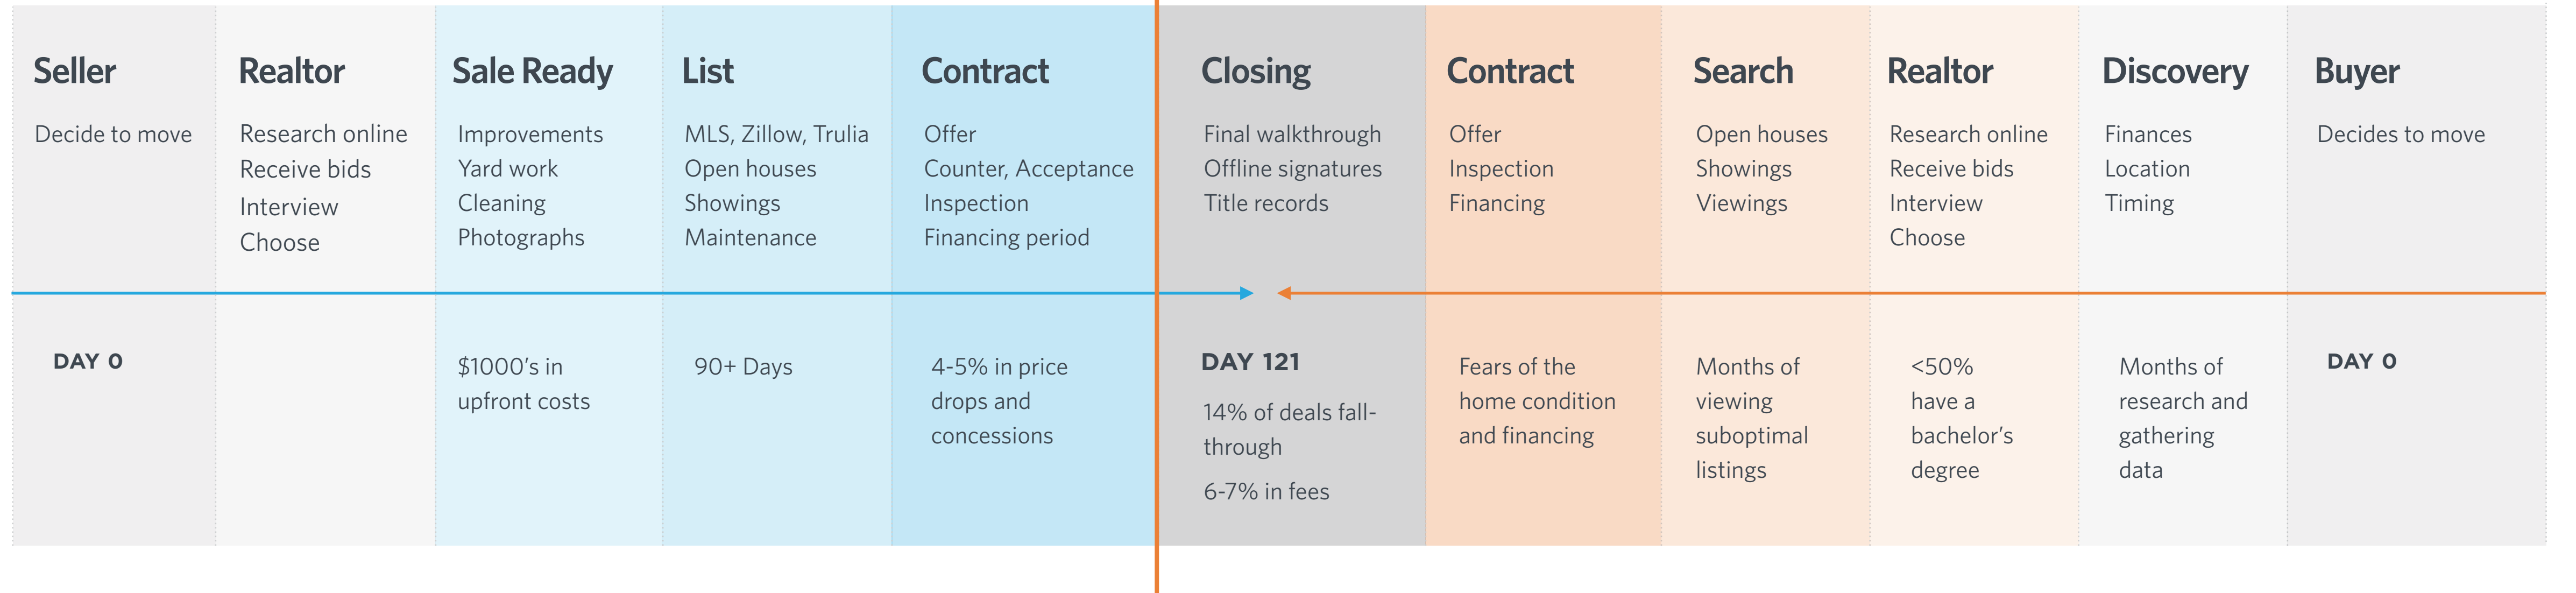 Seller
Decide to move
DAY 0
Realtor
Research online
Receive bids
Interview
Choose
Sale Ready
Improvements
Yard work
Cleaning
Photographs
$1000’s in
upfront costs
List
MLS, Zillow, Trulia
Open houses
Showings
Maintenance
90+ Days
Contract
Offer
Counter, Acceptance
Inspection
Financing period
4-5% in price
drops and
concessions
Closing
Final walkthrough
Offline signatures
Title records
DAY 121
14% of deals fall-
through
6-7% in fees
Contract
Offer
Inspection
Financing
Fears of the
home condition
and financing
Search
Open houses
Showings
Viewings
Months of
viewing
suboptimal
listings
Realtor
Research online
Receive bids
Interview
Choose
<50%
have a
bachelor’s
degree
Discovery
Finances
Location
Timing
Months of
research and
gathering
data
Buyer
Decides to move
DAY 0